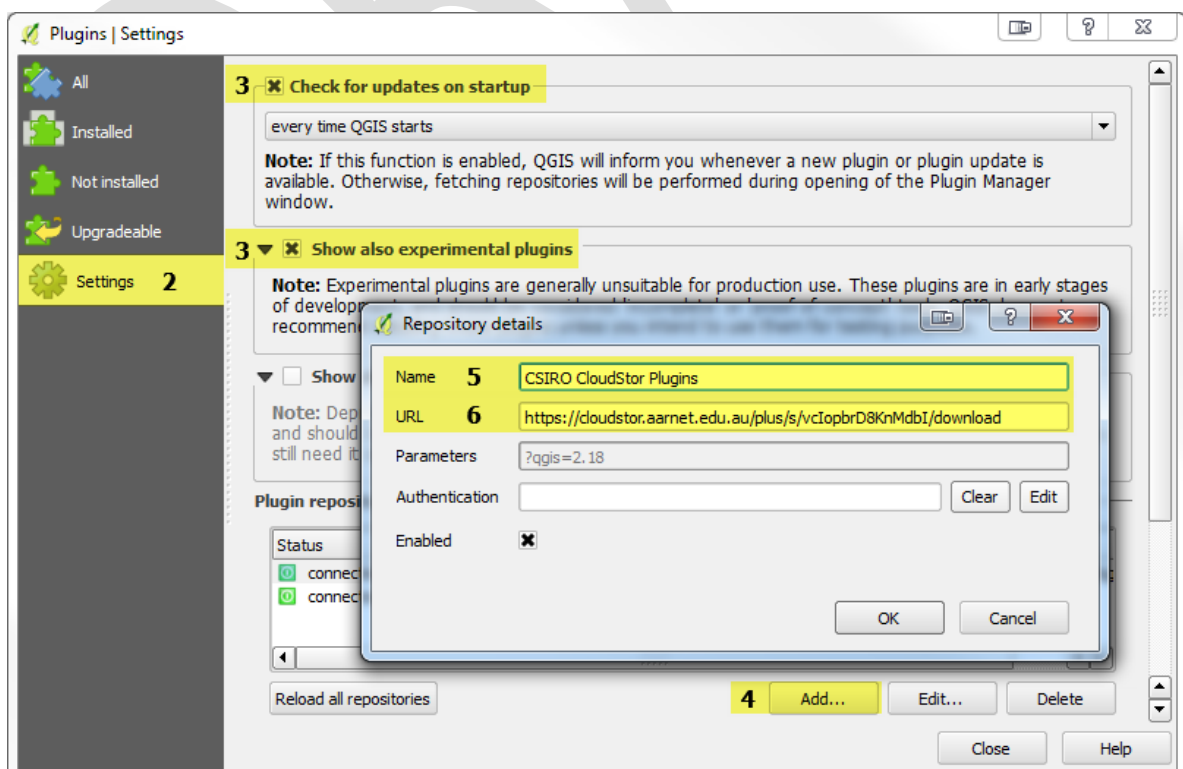 Plugins | Settings
All
Installed
Not installed
Upgradeable
Settings 2
3 Check for updates on startup
every time QGIS starts
Note: If this function is enabled, QGIS will inform you whenever a new plugin or plugin update is
available. Otherwise, fetching repositories will be performed during opening of the Plugin Manager
window.
3 Show also experimental plugins
Note: Experimental plugins are generally unsuitable for production use. These plugins are in early stages
of
Repository details
Name 5 CSIRO CloudStor Plugins
URL 6 https://cloudstor.aarnet.edu.au/plus/s/vcIopbrD8KnMdbI/download
Parameters ?qgis=2.18
Authentication Clear Edit
Enabled
OK Cancel
Show
Note: Dep
and should
still need it
Plugin reposi
Status
connec
connec
Reload all repositories 4 Add... Edit... Delete
Close Help